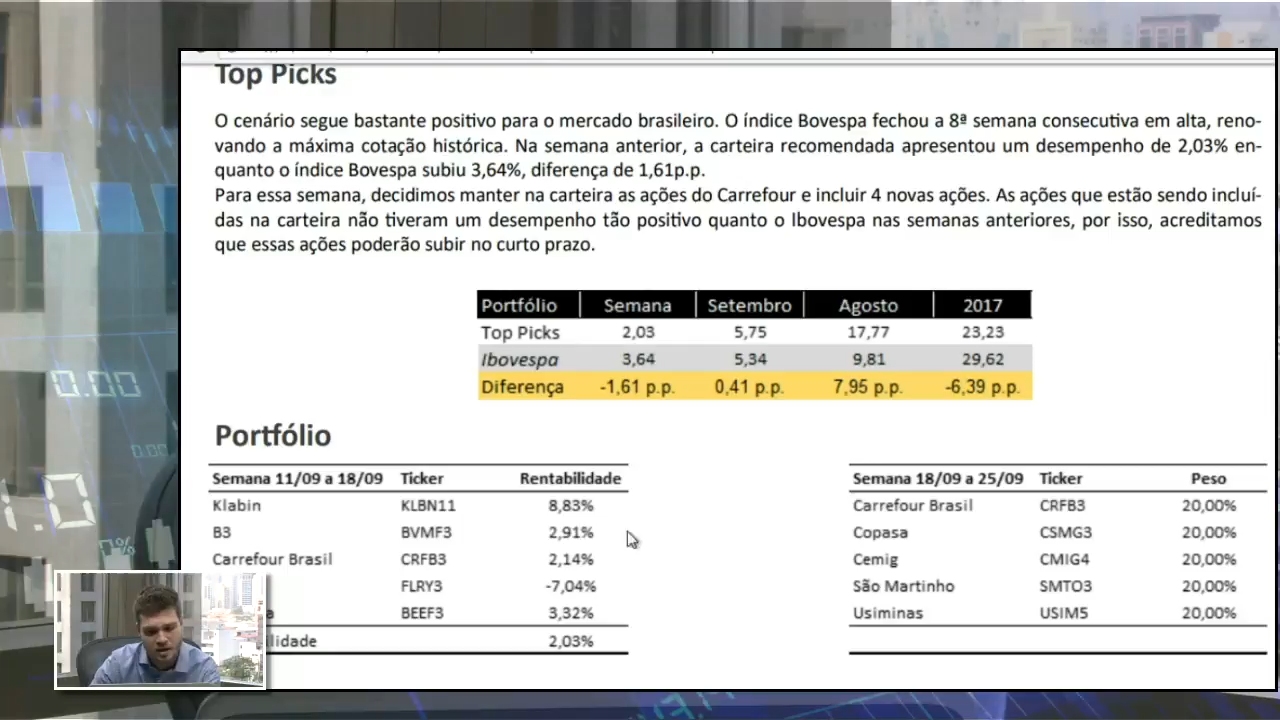 Top Picks
O cenário segue bastante positivo para o mercado brasileiro. O índice Bovespa fechou a 8ª semana consecutiva em alta, reno-
vando a máxima cotação histórica. Na semana anterior, a carteira recomendada apresentou um desempenho de 2,03% en-
quanto o índice Bovespa subiu 3,64%, diferença de 1,61p.p.
Para essa semana, decidimos manter na carteira as ações do Carrefour e incluir 4 novas ações. As ações que estão sendo incluí-
das na carteira não tiveram um desempenho tão positivo quanto o Ibovespa nas semanas anteriores, por isso, acreditamos
que essas ações poderão subir no curto prazo.
Portfólio Semana Setembro Agosto 2017
Top Picks 2,03 5,75 17,77 23,23
Ibovespa 3,64 5,34 9,81 29,62
Diferença -1,61 p.p. 0,41 p.p. 7,95 p.p. -6,39 p.p.
Portfólio
Semana 11/09 a 18/09 Ticker Rentabilidade
Klabin KLBN11 8,83%
B3 BVMF3 2,91%
Carrefour Brasil CRFB3 2,14%
FLRY3 -7,04%
BEEF3 3,32%
2,03%
Semana 18/09 a 25/09 Ticker Peso
Carrefour Brasil CRFB3 20,00%
Copasa CSMG3 20,00%
Cemig CMIG4 20,00%
São Martinho SMTO3 20,00%
Usiminas USIM5 20,00%
0.00
0.00
1.0
7%